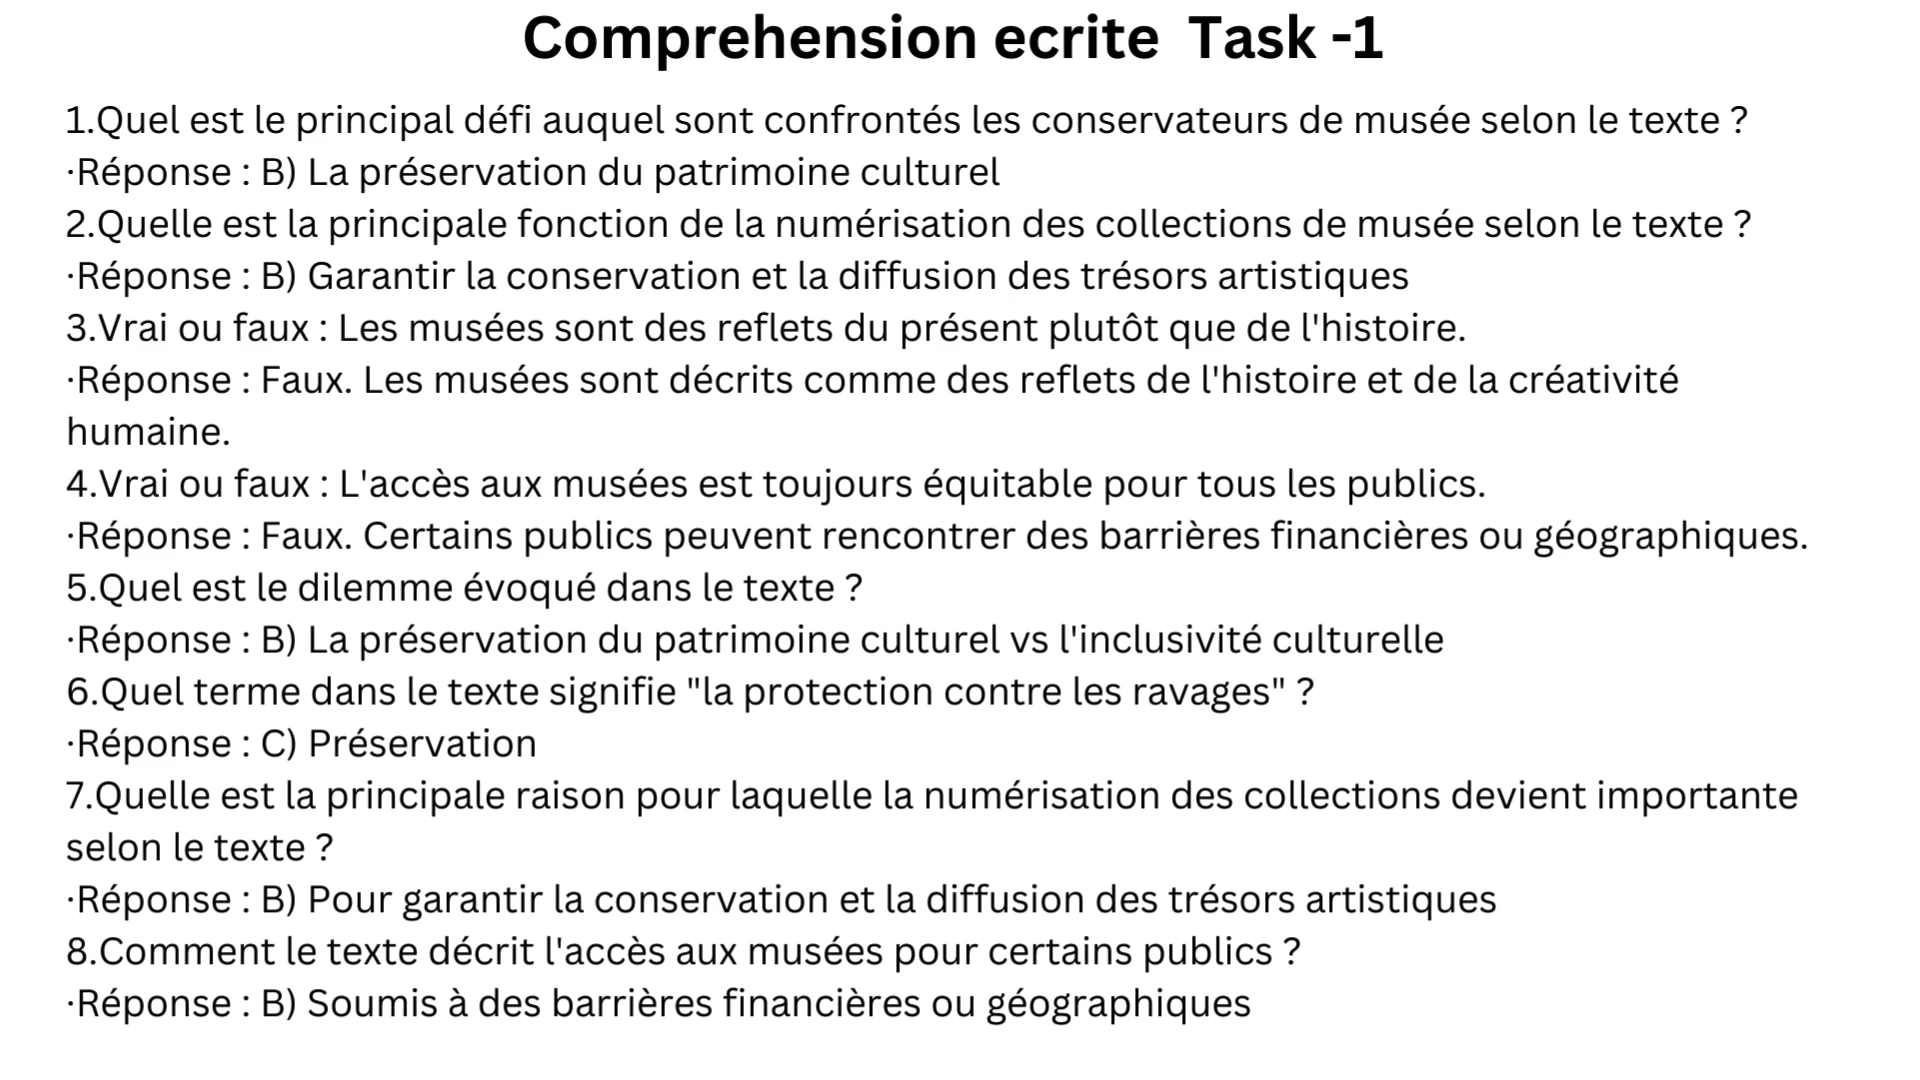 Comprehension ecrite Task -1
1.Quel est le principal défi auquel sont confrontés les conservateurs de musée selon le texte ?
·Réponse : B) La préservation du patrimoine culturel
2.Quelle est la principale fonction de la numérisation des collections de musée selon le texte ?
·Réponse : B) Garantir la conservation et la diffusion des trésors artistiques
3.Vrai ou faux : Les musées sont des reflets du présent plutôt que de l'histoire.
·Réponse : Faux. Les musées sont décrits comme des reflets de l'histoire et de la créativité
humaine.
4.Vrai ou faux : L'accès aux musées est toujours équitable pour tous les publics.
·Réponse : Faux. Certains publics peuvent rencontrer des barrières financières ou géographiques.
5.Quel est le dilemme évoqué dans le texte ?
·Réponse : B) La préservation du patrimoine culturel vs l'inclusivité culturelle
6.Quel terme dans le texte signifie "la protection contre les ravages" ?
·Réponse : C) Préservation
7.Quelle est la principale raison pour laquelle la numérisation des collections devient importante
selon le texte ?
·Réponse : B) Pour garantir la conservation et la diffusion des trésors artistiques
8.Comment le texte décrit l'accès aux musées pour certains publics ?
·Réponse : B) Soumis à des barrières financières ou géographiques